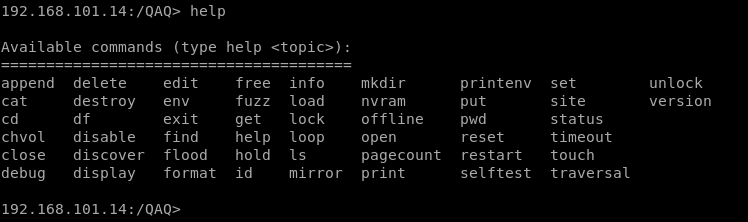 192.168.101.14:/QAQ> help
Available commands (type help <topic>):
=======================================
append  delete    edit    free  info    mkdir      printenv  set        unlock
cat     destroy   env     fuzz  load    nvram      put       site       version
cd      df        exit    get   lock    offline    pwd       status
chvol   disable   find    help  loop    open       reset     timeout
close   discover  flood   hold  ls      pagecount  restart   touch
debug   display   format  id    mirror  print      selftest  traversal
192.168.101.14:/QAQ>